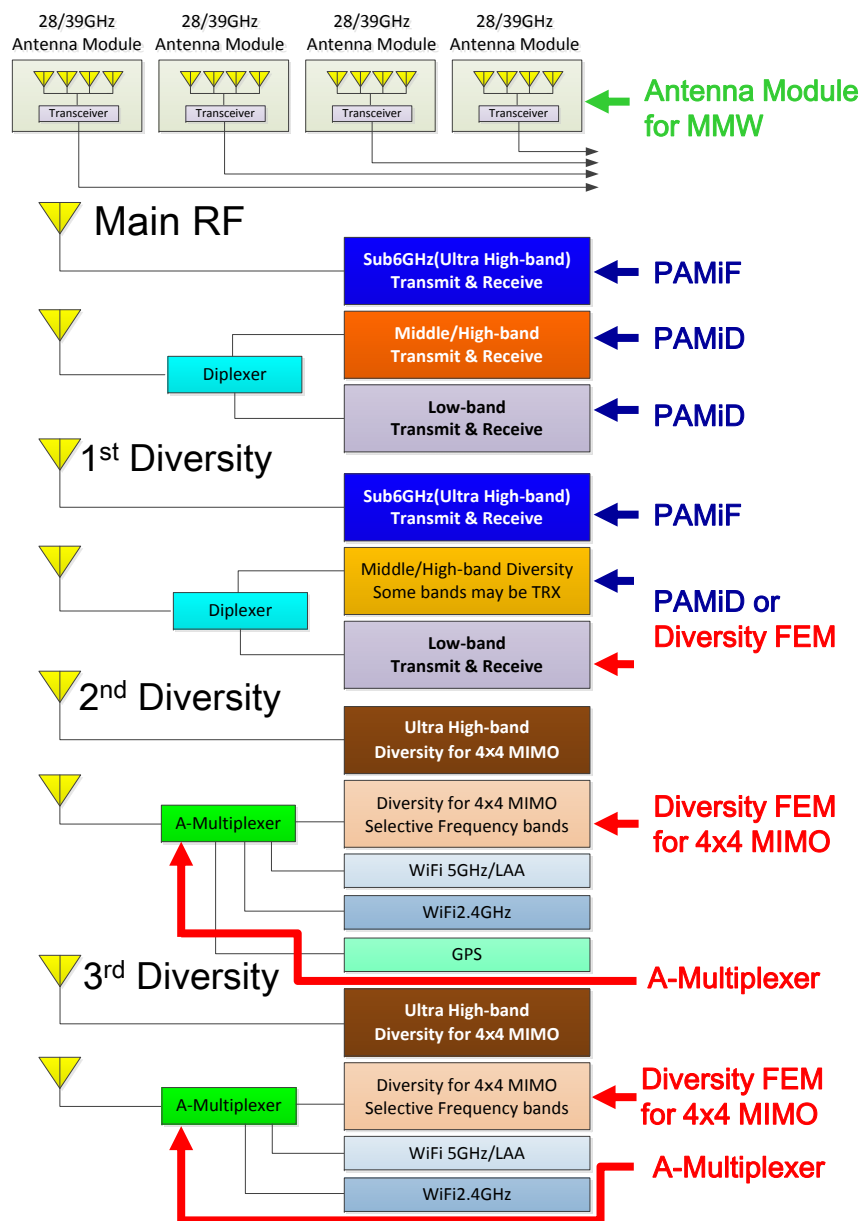 28/39GHz
Antenna Module
28/39GHz
Antenna Module
28/39GHz
Antenna Module
28/39GHz
Antenna Module
Transceiver
Transceiver
Transceiver
Transceiver
Antenna Module
for MMW
Main RF
Sub6GHz(Ultra High-band)
Transmit & Receive
PAMiF
Middle/High-band
Transmit & Receive
PAMiD
Diplexer
Low-band
Transmit & Receive
PAMiD
1st Diversity
Sub6GHz(Ultra High-band)
Transmit & Receive
PAMiF
Middle/High-band Diversity
Some bands may be TRX
Diplexer
PAMiD or
Diversity FEM
Low-band
Transmit & Receive
2nd Diversity
Ultra High-band
Diversity for 4×4 MIMO
Diversity for 4x4 MIMO
Selective Frequency bands
A-Multiplexer
Diversity FEM
for 4x4 MIMO
WiFi 5GHz/LAA
WiFi2.4GHz
GPS
3rd Diversity
A-Multiplexer
Ultra High-band
Diversity for 4x4 MIMO
Diversity for 4x4 MIMO
Selective Frequency bands
A-Multiplexer
Diversity FEM
for 4x4 MIMO
WiFi 5GHz/LAA
A-Multiplexer
WiFi2.4GHz